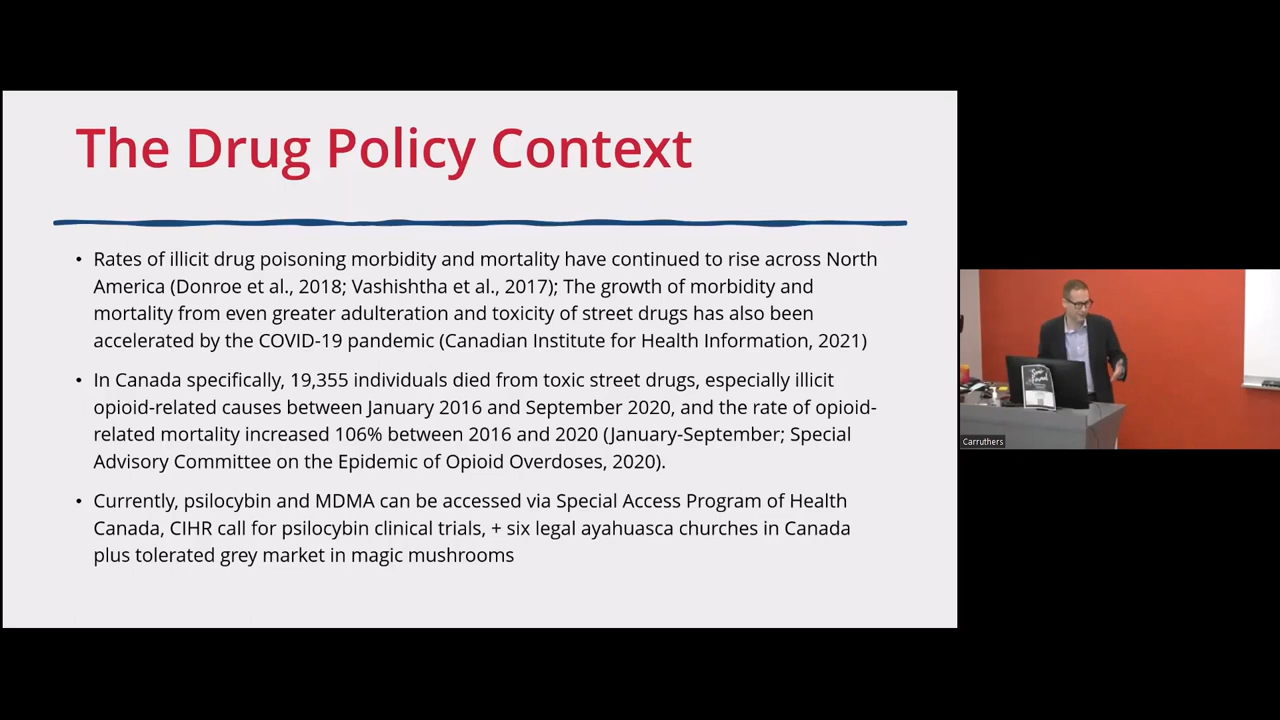 The Drug Policy Context
• Rates of illicit drug poisoning morbidity and mortality have continued to rise across North
America (Donroe et al., 2018; Vashishtha et al., 2017); The growth of morbidity and
mortality from even greater adulteration and toxicity of street drugs has also been
accelerated by the COVID-19 pandemic (Canadian Institute for Health Information, 2021)
• In Canada specifically, 19,355 individuals died from toxic street drugs, especially illicit
opioid-related causes between January 2016 and September 2020, and the rate of opioid-
related mortality increased 106% between 2016 and 2020 (January-September; Special
Advisory Committee on the Epidemic of Opioid Overdoses, 2020).
• Currently, psilocybin and MDMA can be accessed via Special Access Program of Health
Canada, CIHR call for psilocybin clinical trials, + six legal ayahuasca churches in Canada
plus tolerated grey market in magic mushrooms
Carruthers